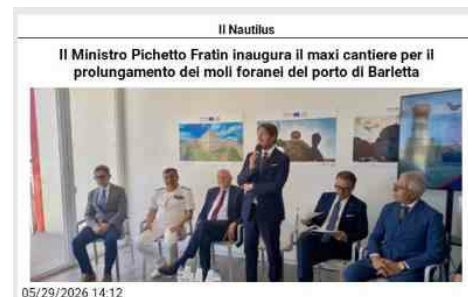 Il Nautilus
Il Ministro Pichetto Fratin inaugura il maxi cantiere per il
prolungamento dei moli foranei del porto di Barletta
05/29/2026 14:12